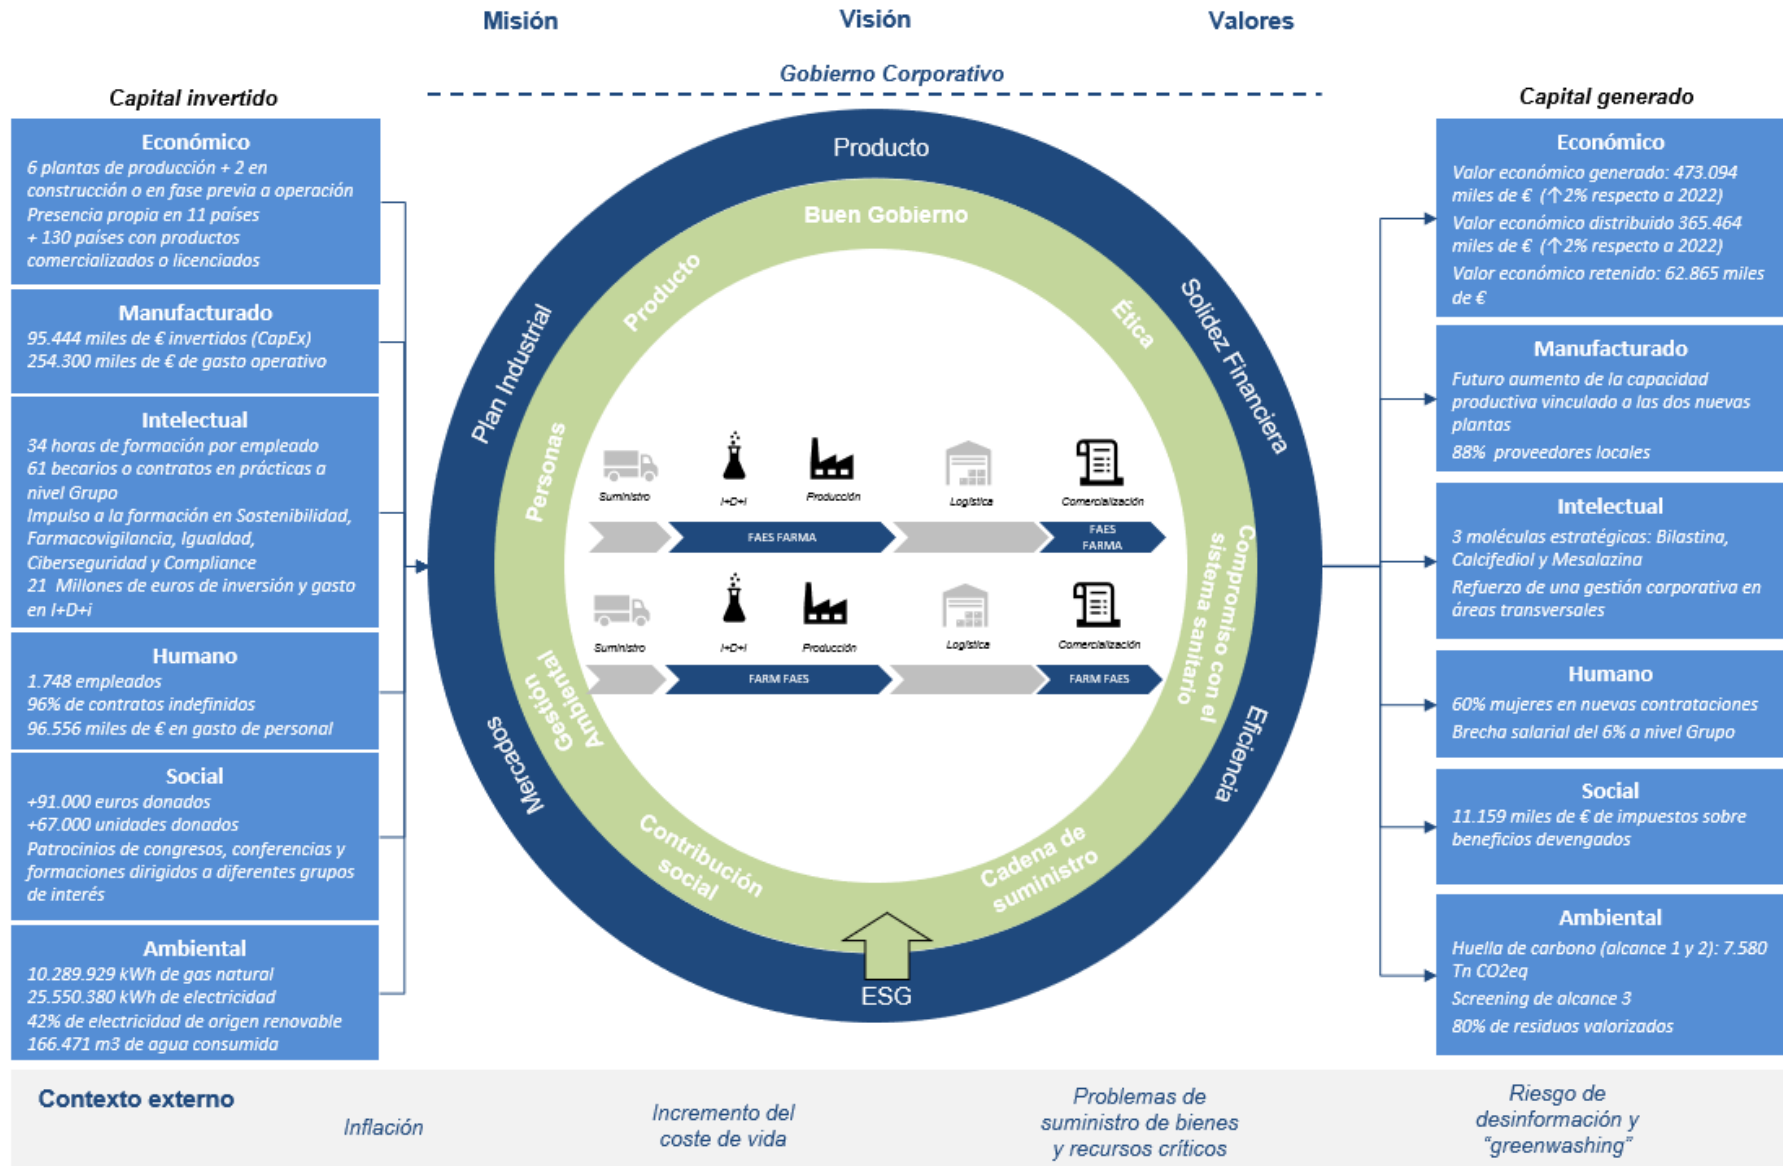 Misión
Visión
Valores
Gobierno Corporativo
Capital invertido
Económico
6 plantas de producción + 2 en
construcción o en fase previa a operación
Presencia propia en 11 países
+ 130 países con productos
comercializados o licenciados
Manufacturado
95.444 miles de € invertidos (CapEx)
254.300 miles de € de gasto operativo
Intelectual
34 horas de formación por empleado
61 becarios o contratos en prácticas a
nivel Grupo
Impulso a la formación en Sostenibilidad,
Farmacovigilancia, Igualdad,
Ciberseguridad y Compliance
21 Millones de euros de inversión y gasto
en I+D+i
Humano
1.748 empleados
96% de contratos indefinidos
96.556 miles de € en gasto de personal
Social
+91.000 euros donados
+67.000 unidades donados
Patrocinios de congresos, conferencias y
formaciones dirigidos a diferentes grupos
de interés
Ambiental
10.289.929 kWh de gas natural
25.550.380 kWh de electricidad
42% de electricidad de origen renovable
166.471 m3 de agua consumida
Producto
Solidez Financiera
Eficiencia
ESG
Mercados
Plan Industrial
Buen Gobierno
Ética
Compromiso con el
sistema sanitario
Cadena de
suministro
Contribución
social
Gestión
Ambiental
Personas
Producto
Suministro
I+D+I
Producción
Logística
Comercialización
FAES FARMA
FAES
FARMA
Suministro
I+D+I
Producción
Logística
Comercialización
FARM FAES
FARM FAES
Capital generado
Económico
Valor económico generado: 473.094
miles de € (↑2% respecto a 2022)
Valor económico distribuido 365.464
miles de € (↑2% respecto a 2022)
Valor económico retenido: 62.865 miles
de €
Manufacturado
Futuro aumento de la capacidad
productiva vinculado a las dos nuevas
plantas
88% proveedores locales
Intelectual
3 moléculas estratégicas: Bilastina,
Calcifediol y Mesalazina
Refuerzo de una gestión corporativa en
áreas transversales
Humano
60% mujeres en nuevas contrataciones
Brecha salarial del 6% a nivel Grupo
Social
11.159 miles de € de impuestos sobre
beneficios devengados
Ambiental
Huella de carbono (alcance 1 y 2): 7.580
Tn CO2eq
Screening de alcance 3
80% de residuos valorizados
Contexto externo
Inflación
Incremento del
coste de vida
Problemas de
suministro de bienes
y recursos críticos
Riesgo de
desinformación y
“greenwashing”